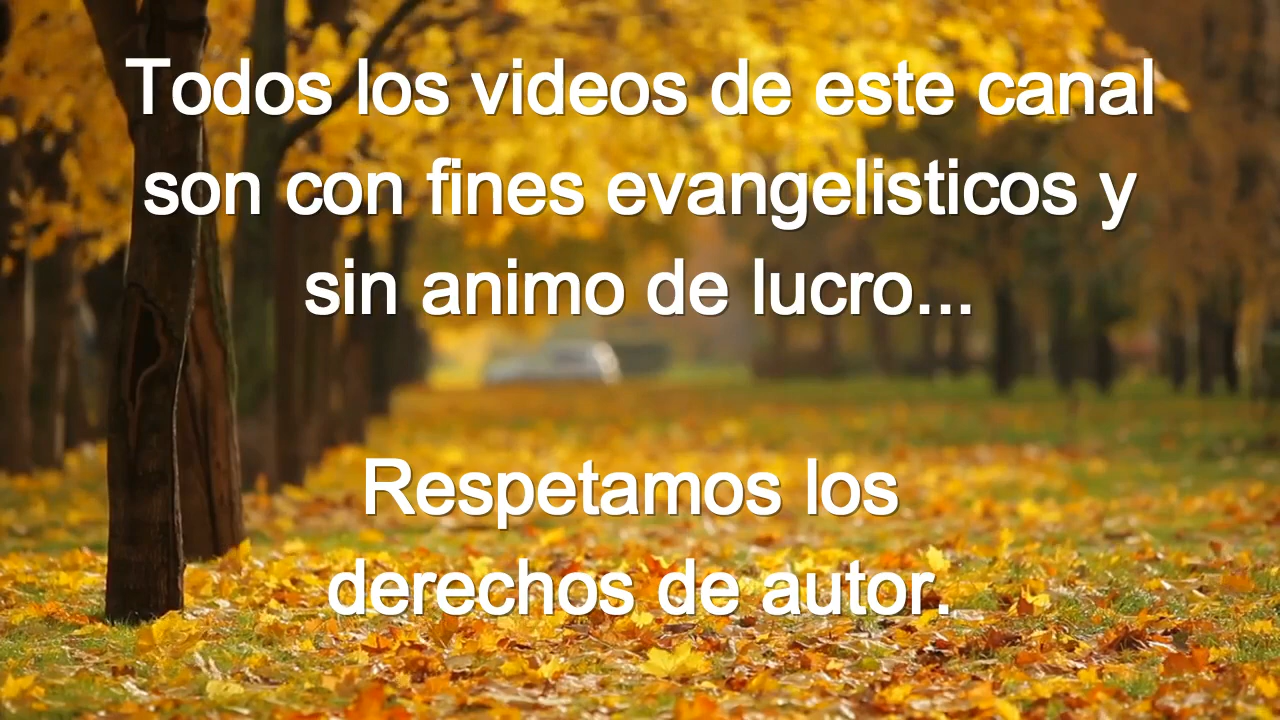 Todos los videos de este canal
son con fines evangelisticos y
sin animo de lucro...
Respetamos los
derechos de autor.